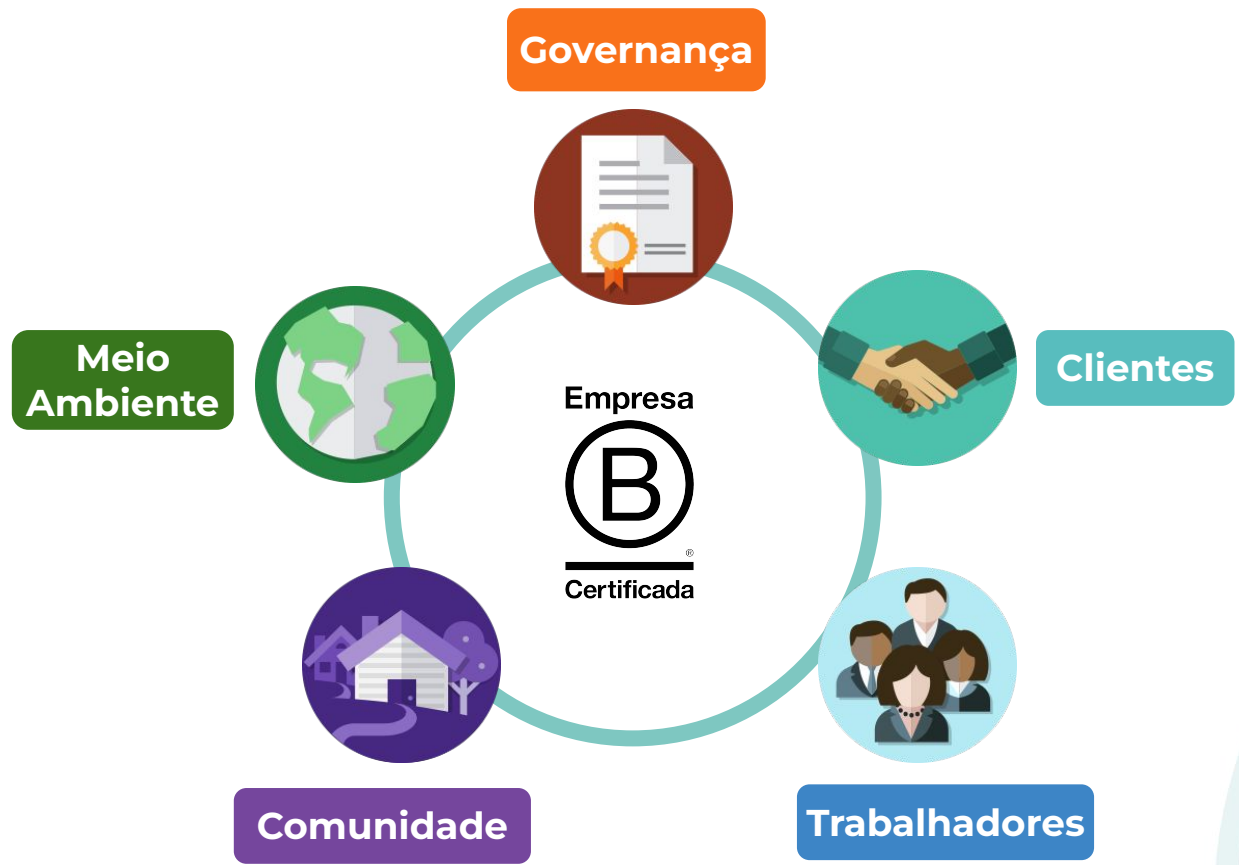 Governança
Meio
Ambiente
Clientes
Empresa
B
®
Certificada
Comunidade
Trabalhadores